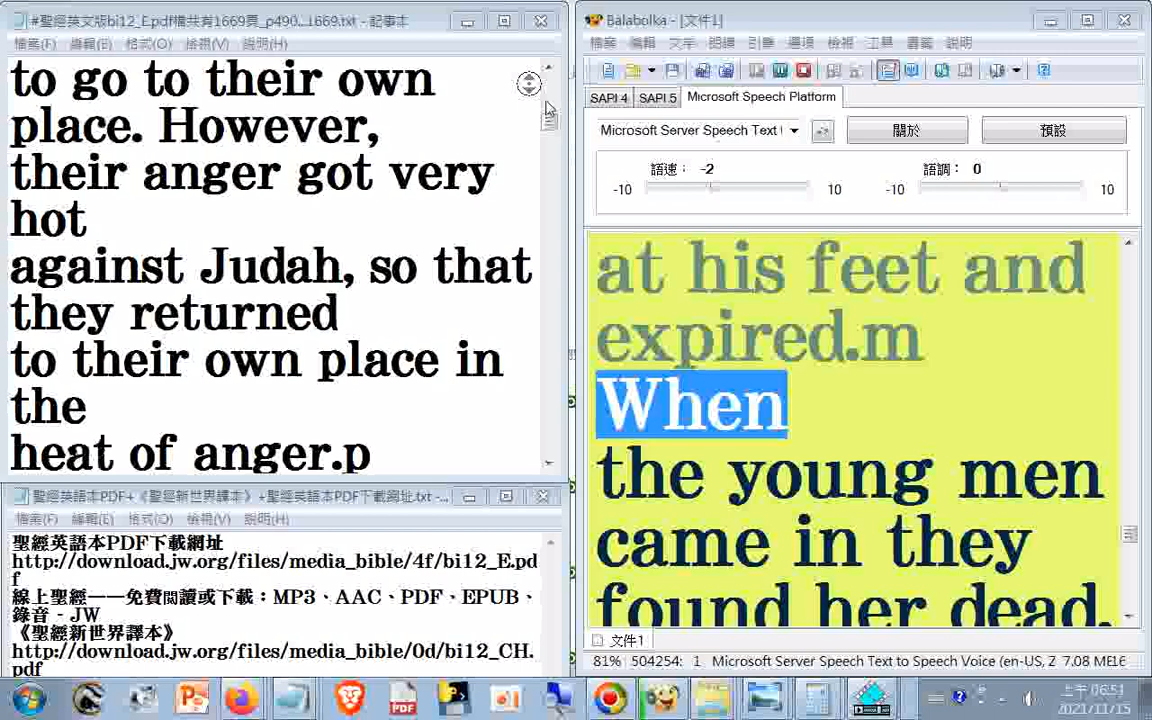 #聖經英文版bi12_E.pdf檔共有1669頁_p490...1669.txt - 記事本
檔案(F) 編輯(E) 格式(O) 檢視(V) 說明(H)
to go to their own
place. However,
their anger got very
hot
against Judah, so that
they returned
to their own place in
the
heat of anger.p
聖經英語本PDF+《聖經新世界譯本》+聖經英語本PDF下載網址.txt - ...
檔案(F) 編輯(E) 格式(O) 檢視(V) 說明(H)
聖經英語本PDF下載網址
http://download.jw.org/files/media_bible/4f/bi12_E.pd
f
線上聖經——免費閱讀或下載：MP3、AAC、PDF、EPUB、
錄音 - JW
《聖經新世界譯本》
http://download.jw.org/files/media_bible/0d/bi12_CH.
pdf
Balabolka - [文件1]
檔案 編輯 文字 朗讀 引擎 選項 檢視 工具 書籤 說明
SAPI 4 SAPI 5 Microsoft Speech Platform
Microsoft Server Speech Text 關於 預設
語速： -2 語調： 0
-10 10 -10 10
at his feet and
expired.m
When
the young men
came in they
found her dead,
文件1
81% 504254: 1 Microsoft Server Speech Text to Speech Voice (en-US, Z 7.08 ME16
PDF
上午 06:51
2021/11/15